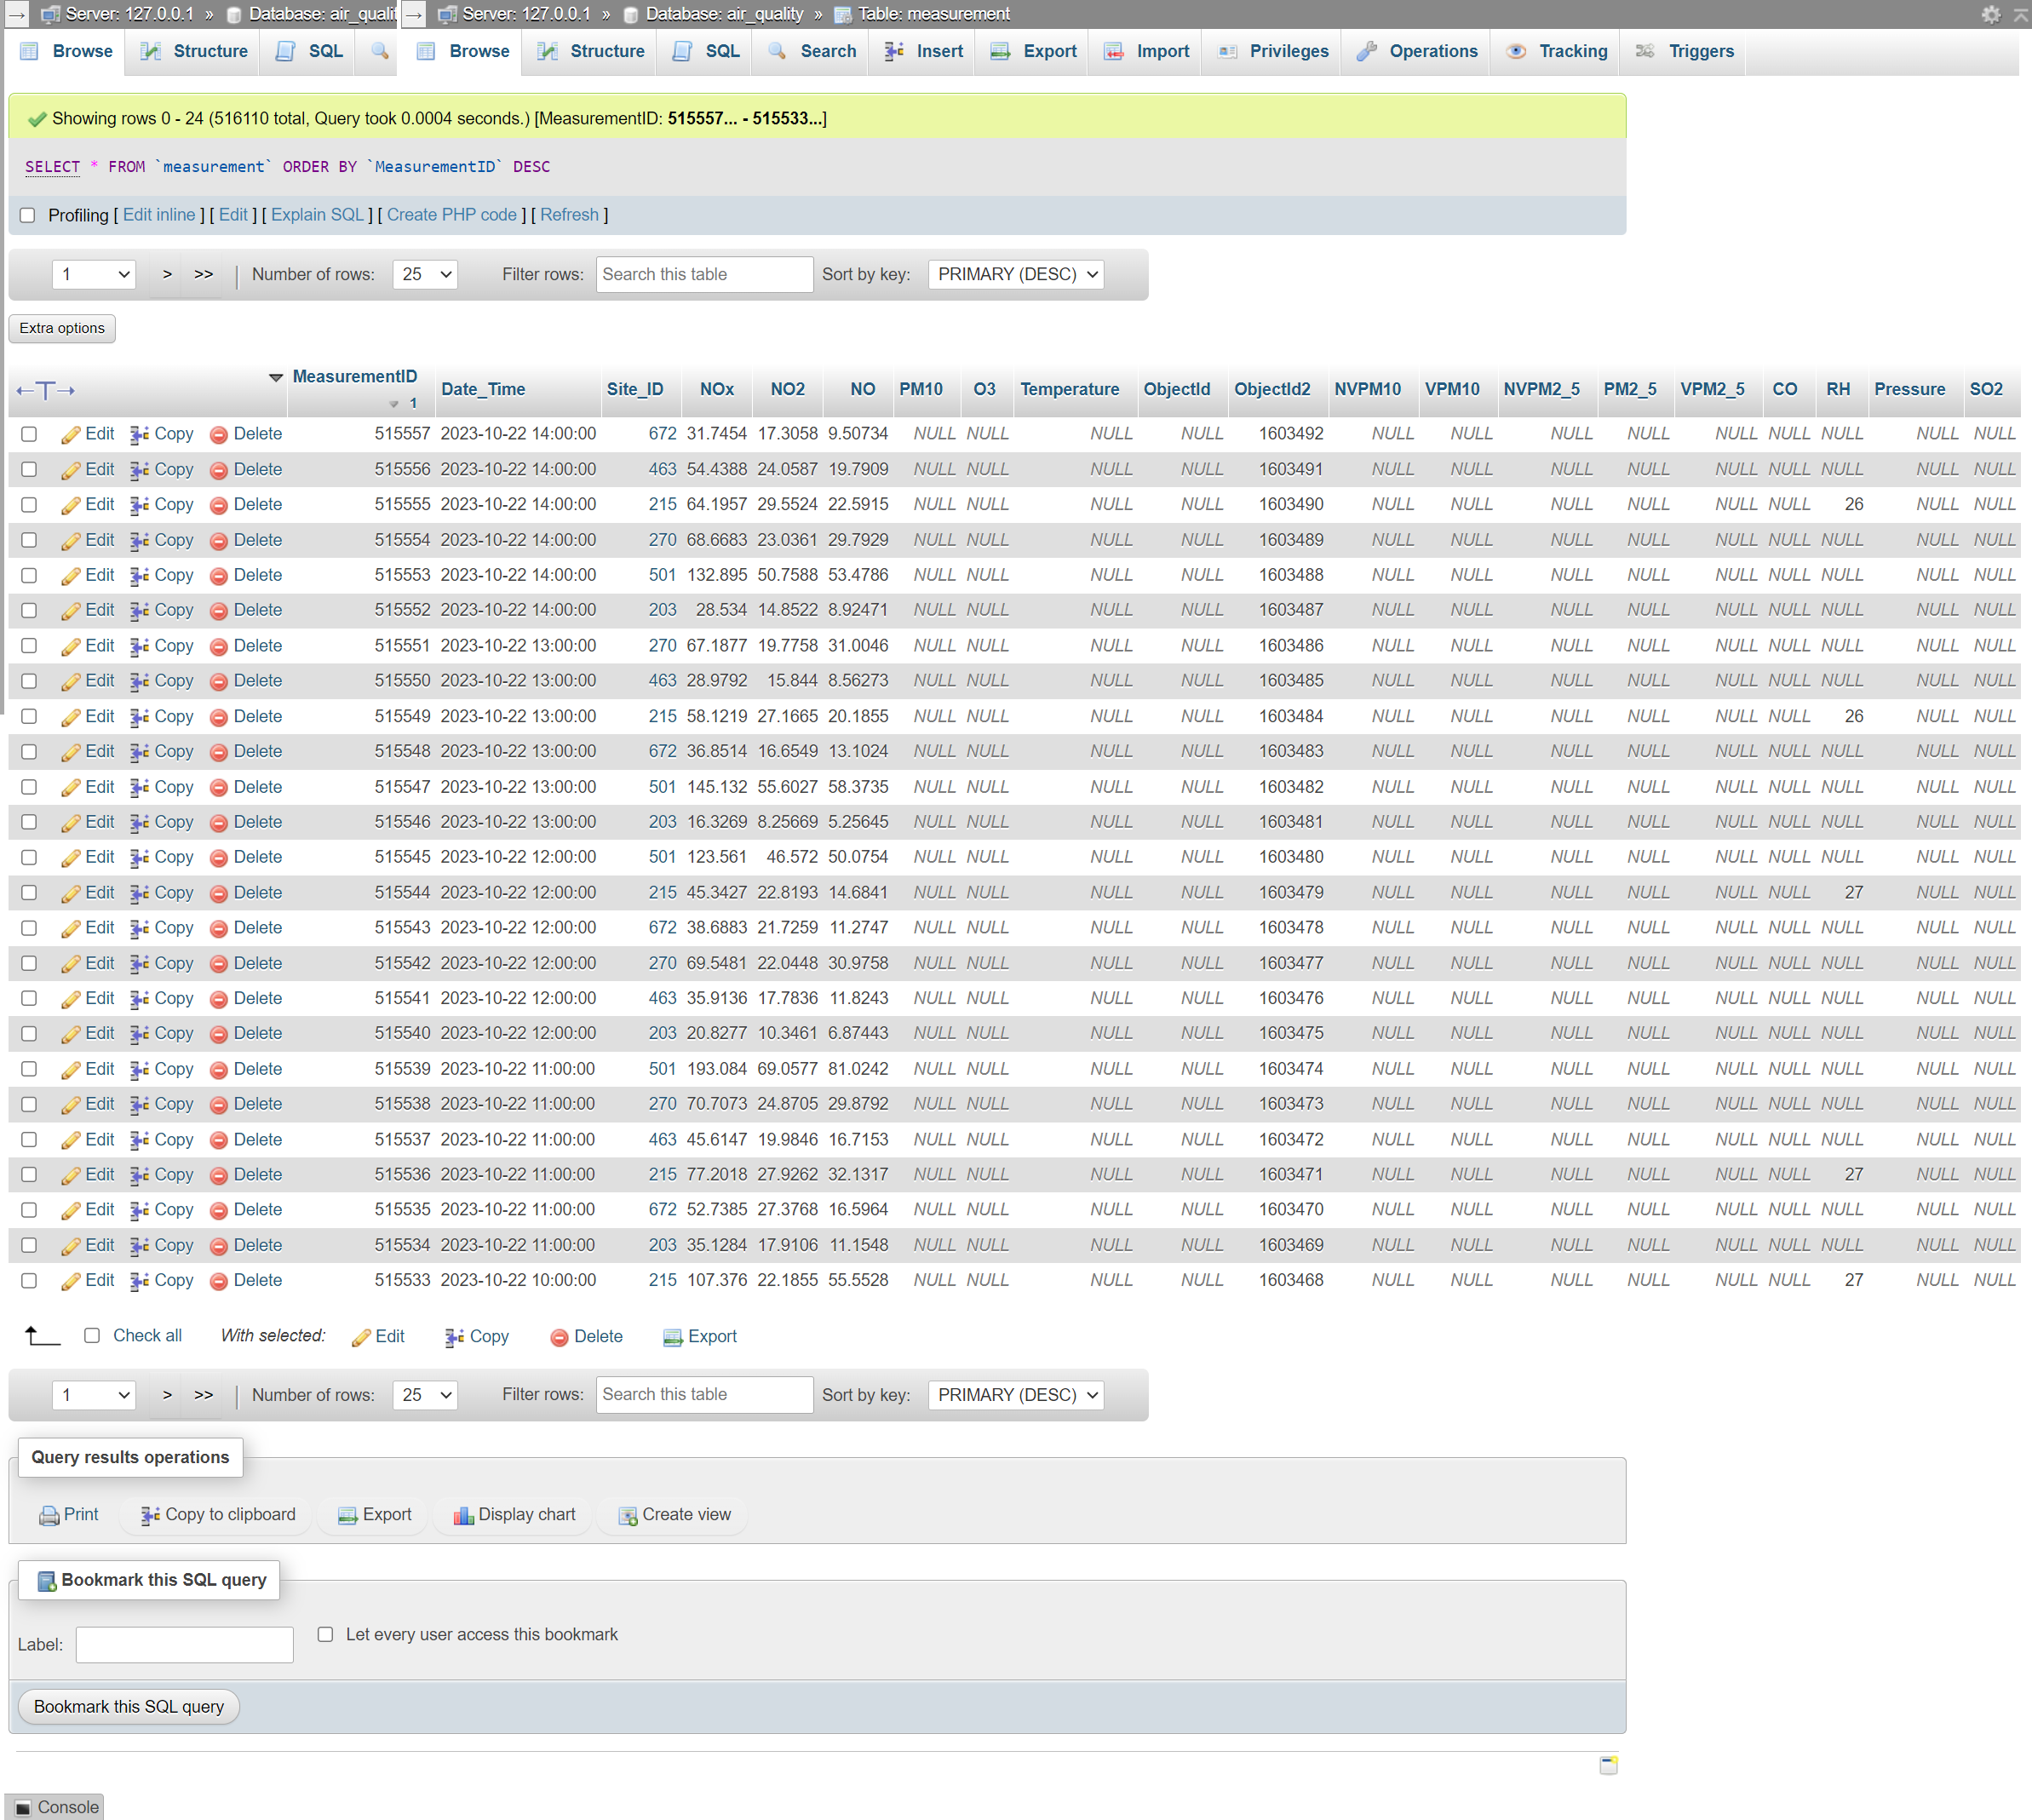 Server: 127.0.0.1 » Database: air_qualit → Server: 127.0.0.1 » Database: air_quality » Table: measurement
Browse Structure SQL Browse Structure SQL Search Insert Export Import Privileges Operations Tracking Triggers
Showing rows 0 - 24 (516110 total, Query took 0.0004 seconds.) [MeasurementID: 515557... - 515533...]
SELECT * FROM `measurement` ORDER BY `MeasurementID` DESC
Profiling [ Edit inline ] [ Edit ] [ Explain SQL ] [ Create PHP code ] [ Refresh ]
1 > >> | Number of rows: 25 Filter rows: Search this table Sort by key: PRIMARY (DESC)
Extra options
←T→ MeasurementID 1 Date_Time Site_ID NOx NO2 NO PM10 O3 Temperature ObjectId ObjectId2 NVPM10 VPM10 NVPM2_5 PM2_5 VPM2_5 CO RH Pressure SO2
Edit Copy Delete 515557 2023-10-22 14:00:00 672 31.7454 17.3058 9.50734 NULL NULL NULL NULL 1603492 NULL NULL NULL NULL NULL NULL NULL NULL NULL
Edit Copy Delete 515556 2023-10-22 14:00:00 463 54.4388 24.0587 19.7909 NULL NULL NULL NULL 1603491 NULL NULL NULL NULL NULL NULL NULL NULL NULL
Edit Copy Delete 515555 2023-10-22 14:00:00 215 64.1957 29.5524 22.5915 NULL NULL NULL NULL 1603490 NULL NULL NULL NULL NULL NULL 26 NULL NULL
Edit Copy Delete 515554 2023-10-22 14:00:00 270 68.6683 23.0361 29.7929 NULL NULL NULL NULL 1603489 NULL NULL NULL NULL NULL NULL NULL NULL NULL
Edit Copy Delete 515553 2023-10-22 14:00:00 501 132.895 50.7588 53.4786 NULL NULL NULL NULL 1603488 NULL NULL NULL NULL NULL NULL NULL NULL NULL
Edit Copy Delete 515552 2023-10-22 14:00:00 203 28.534 14.8522 8.92471 NULL NULL NULL NULL 1603487 NULL NULL NULL NULL NULL NULL NULL NULL NULL
Edit Copy Delete 515551 2023-10-22 13:00:00 270 67.1877 19.7758 31.0046 NULL NULL NULL NULL 1603486 NULL NULL NULL NULL NULL NULL NULL NULL NULL
Edit Copy Delete 515550 2023-10-22 13:00:00 463 28.9792 15.844 8.56273 NULL NULL NULL NULL 1603485 NULL NULL NULL NULL NULL NULL NULL NULL NULL
Edit Copy Delete 515549 2023-10-22 13:00:00 215 58.1219 27.1665 20.1855 NULL NULL NULL NULL 1603484 NULL NULL NULL NULL NULL NULL 26 NULL NULL
Edit Copy Delete 515548 2023-10-22 13:00:00 672 36.8514 16.6549 13.1024 NULL NULL NULL NULL 1603483 NULL NULL NULL NULL NULL NULL NULL NULL NULL
Edit Copy Delete 515547 2023-10-22 13:00:00 501 145.132 55.6027 58.3735 NULL NULL NULL NULL 1603482 NULL NULL NULL NULL NULL NULL NULL NULL NULL
Edit Copy Delete 515546 2023-10-22 13:00:00 203 16.3269 8.25669 5.25645 NULL NULL NULL NULL 1603481 NULL NULL NULL NULL NULL NULL NULL NULL NULL
Edit Copy Delete 515545 2023-10-22 12:00:00 501 123.561 46.572 50.0754 NULL NULL NULL NULL 1603480 NULL NULL NULL NULL NULL NULL NULL NULL NULL
Edit Copy Delete 515544 2023-10-22 12:00:00 215 45.3427 22.8193 14.6841 NULL NULL NULL NULL 1603479 NULL NULL NULL NULL NULL NULL 27 NULL NULL
Edit Copy Delete 515543 2023-10-22 12:00:00 672 38.6883 21.7259 11.2747 NULL NULL NULL NULL 1603478 NULL NULL NULL NULL NULL NULL NULL NULL NULL
Edit Copy Delete 515542 2023-10-22 12:00:00 270 69.5481 22.0448 30.9758 NULL NULL NULL NULL 1603477 NULL NULL NULL NULL NULL NULL NULL NULL NULL
Edit Copy Delete 515541 2023-10-22 12:00:00 463 35.9136 17.7836 11.8243 NULL NULL NULL NULL 1603476 NULL NULL NULL NULL NULL NULL NULL NULL NULL
Edit Copy Delete 515540 2023-10-22 12:00:00 203 20.8277 10.3461 6.87443 NULL NULL NULL NULL 1603475 NULL NULL NULL NULL NULL NULL NULL NULL NULL
Edit Copy Delete 515539 2023-10-22 11:00:00 501 193.084 69.0577 81.0242 NULL NULL NULL NULL 1603474 NULL NULL NULL NULL NULL NULL NULL NULL NULL
Edit Copy Delete 515538 2023-10-22 11:00:00 270 70.7073 24.8705 29.8792 NULL NULL NULL NULL 1603473 NULL NULL NULL NULL NULL NULL NULL NULL NULL
Edit Copy Delete 515537 2023-10-22 11:00:00 463 45.6147 19.9846 16.7153 NULL NULL NULL NULL 1603472 NULL NULL NULL NULL NULL NULL NULL NULL NULL
Edit Copy Delete 515536 2023-10-22 11:00:00 215 77.2018 27.9262 32.1317 NULL NULL NULL NULL 1603471 NULL NULL NULL NULL NULL NULL 27 NULL NULL
Edit Copy Delete 515535 2023-10-22 11:00:00 672 52.7385 27.3768 16.5964 NULL NULL NULL NULL 1603470 NULL NULL NULL NULL NULL NULL NULL NULL NULL
Edit Copy Delete 515534 2023-10-22 11:00:00 203 35.1284 17.9106 11.1548 NULL NULL NULL NULL 1603469 NULL NULL NULL NULL NULL NULL NULL NULL NULL
Edit Copy Delete 515533 2023-10-22 10:00:00 215 107.376 22.1855 55.5528 NULL NULL NULL NULL 1603468 NULL NULL NULL NULL NULL NULL 27 NULL NULL
Check all With selected: Edit Copy Delete Export
1 > >> | Number of rows: 25 Filter rows: Search this table Sort by key: PRIMARY (DESC)
Query results operations
Print Copy to clipboard Export Display chart Create view
Bookmark this SQL query
Label: Let every user access this bookmark
Bookmark this SQL query
Console